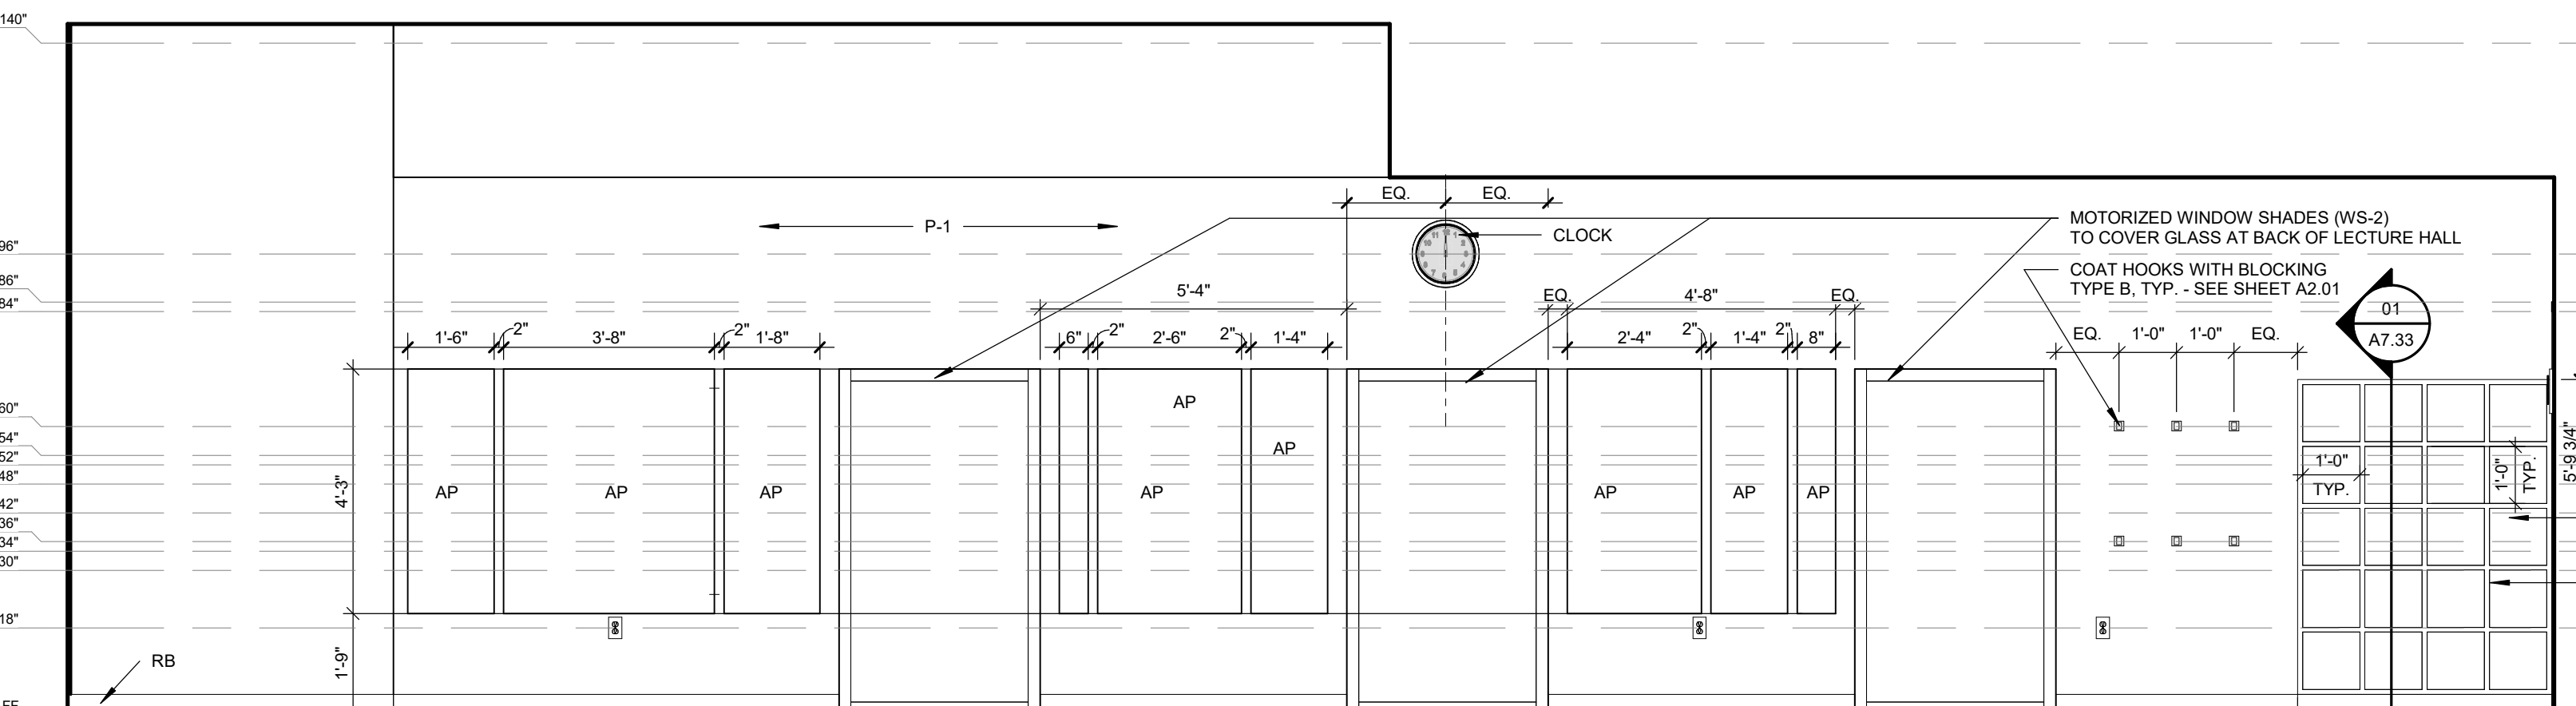 140"
EQ.
EQ.
MOTORIZED WINDOW SHADES (WS-2)
TO COVER GLASS AT BACK OF LECTURE HALL
P-1
CLOCK
96"
COAT HOOKS WITH BLOCKING
TYPE B, TYP. - SEE SHEET A2.01
86"
84"
5'-4"
EQ.
4'-8"
EQ.
01
A7.33
1'-6"
2"
3'-8"
2"
1'-8"
6"
2"
2'-6"
2"
1'-4"
2'-4"
2"
1'-4"
2"
8"
EQ.
1'-0"
1'-0"
EQ.
60"
54"
52"
48"
42"
36"
34"
30"
18"
AP
AP
4'-3"
AP
AP
AP
AP
AP
AP
AP
1'-0"
TYP.
1'-0"
TYP.
5'-9 3/4"
1'-9"
RB